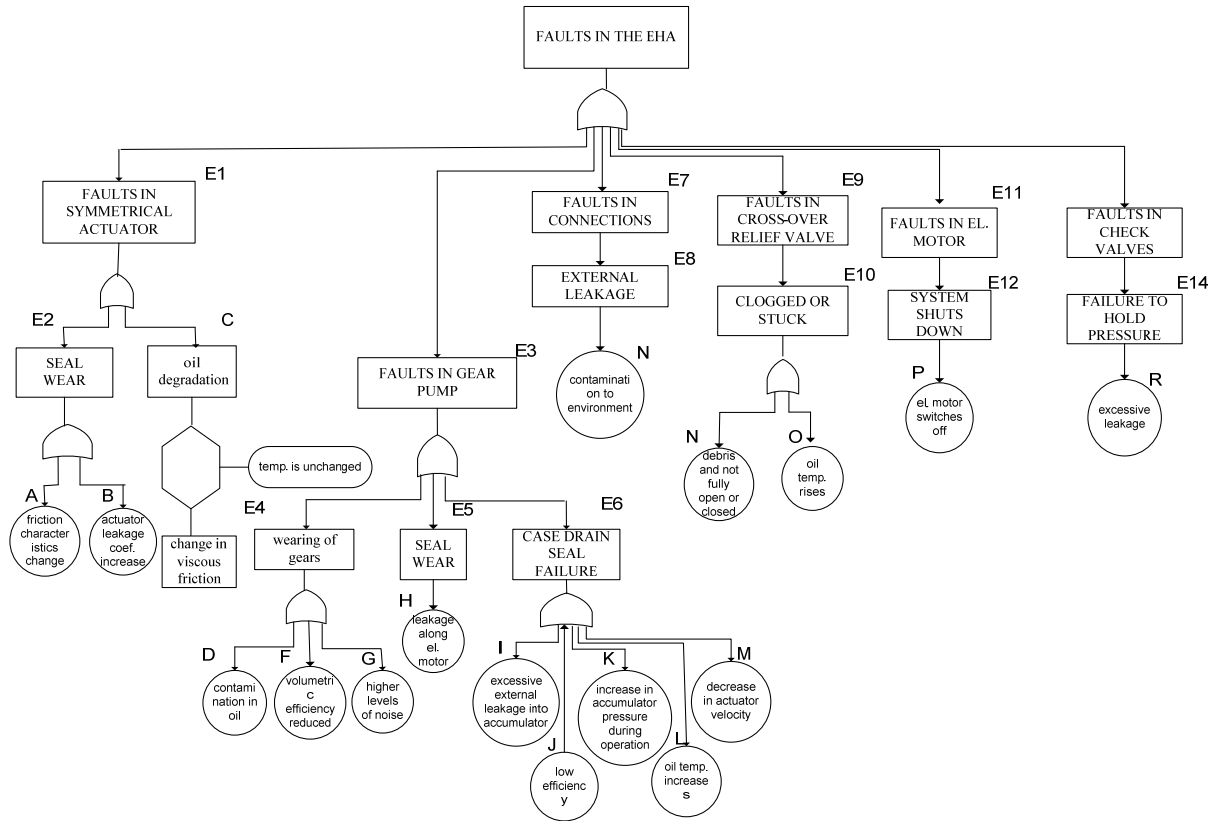 FAULTS IN THE EHA
E1
FAULTS IN
SYMMETRICAL
ACTUATOR
E7
FAULTS IN
CONNECTIONS
E9
FAULTS IN
CROSS-OVER
RELIEF VALVE
E11
FAULTS IN EL.
MOTOR
FAULTS IN
CHECK
VALVES
E8
EXTERNAL
LEAKAGE
E10
CLOGGED OR
STUCK
E12
SYSTEM
SHUTS
DOWN
E14
FAILURE TO
HOLD
PRESSURE
E2
SEAL
WEAR
C
oil
degradation
E3
FAULTS IN GEAR
PUMP
N
contaminati
on to
environment
P
el. motor
switches
off
R
excessive
leakage
N
debris
and not
fully
open or
closed
O
oil
temp.
rises
temp. is unchanged
A
friction
character
istics
change
B
actuator
leakage
coef.
increase
change in
viscous
friction
E4
wearing of
gears
E5
SEAL
WEAR
E6
CASE DRAIN
SEAL
FAILURE
H
leakage
along
el.
motor
D
contami
nation in
oil
F
volumetri
c
efficiency
reduced
G
higher
levels
of noise
I
excessive
external
leakage into
accumulator
J
low
efficienc
y
K
increase in
accumulator
pressure
during
operation
L
oil temp.
increase
s
M
decrease
in actuator
velocity